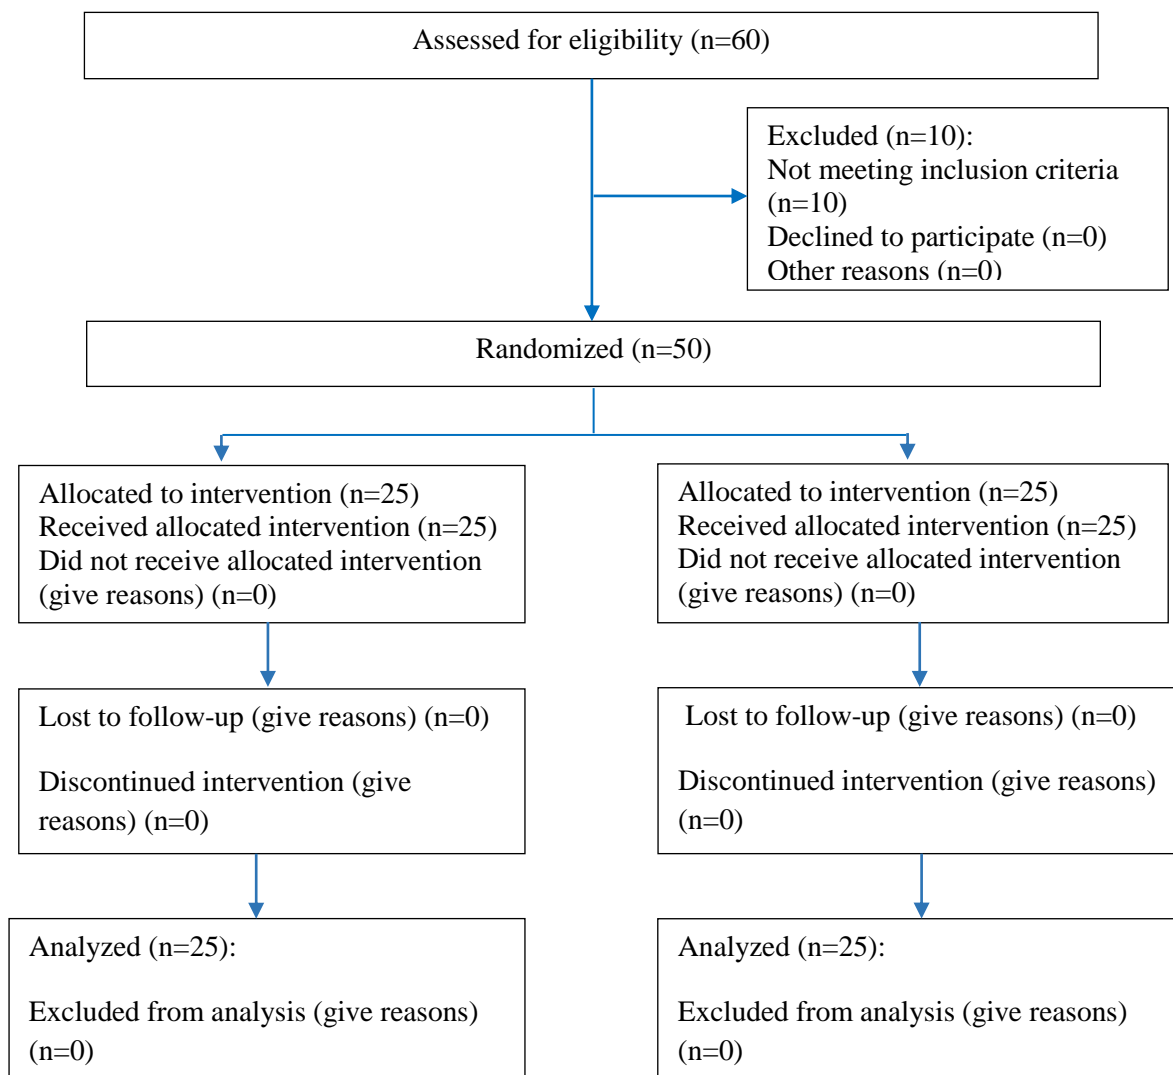 Assessed for eligibility (n=60)
Excluded (n=10):
Not meeting inclusion criteria
(n=10)
Declined to participate (n=0)
Other reasons (n=0)
Randomized (n=50)
Allocated to intervention (n=25)
Received allocated intervention (n=25)
Did not receive allocated intervention
(give reasons) (n=0)
Allocated to intervention (n=25)
Received allocated intervention (n=25)
Did not receive allocated intervention
(give reasons) (n=0)
Lost to follow-up (give reasons) (n=0)
Discontinued intervention (give
reasons) (n=0)
Lost to follow-up (give reasons) (n=0)
Discontinued intervention (give reasons)
(n=0)
Analyzed (n=25):
Excluded from analysis (give reasons)
(n=0)
Analyzed (n=25):
Excluded from analysis (give reasons)
(n=0)